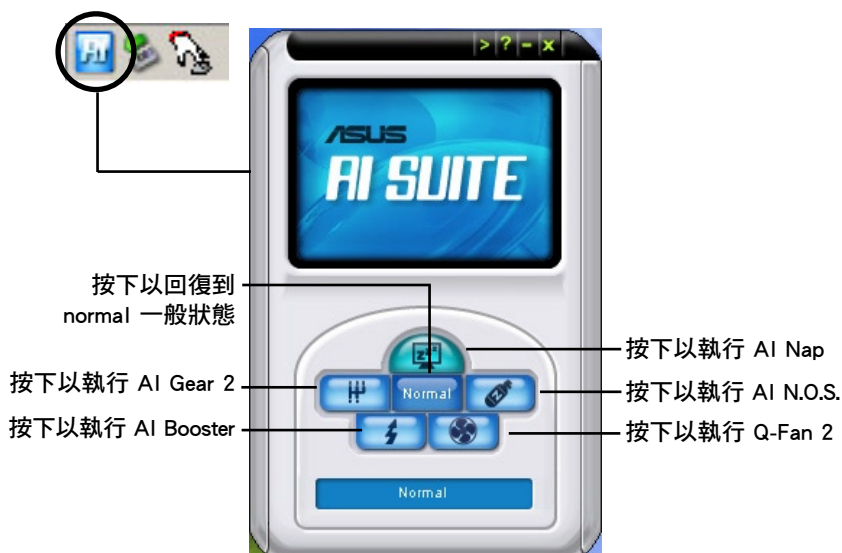 Ai
> ? - x
ASUS
AI SUITE
按下以回復到
normal 一般狀態
按下以執行 AI Nap
按下以執行 AI Gear 2
Normal
按下以執行 AI N.O.S.
按下以執行 AI Booster
按下以執行 Q-Fan 2
Normal